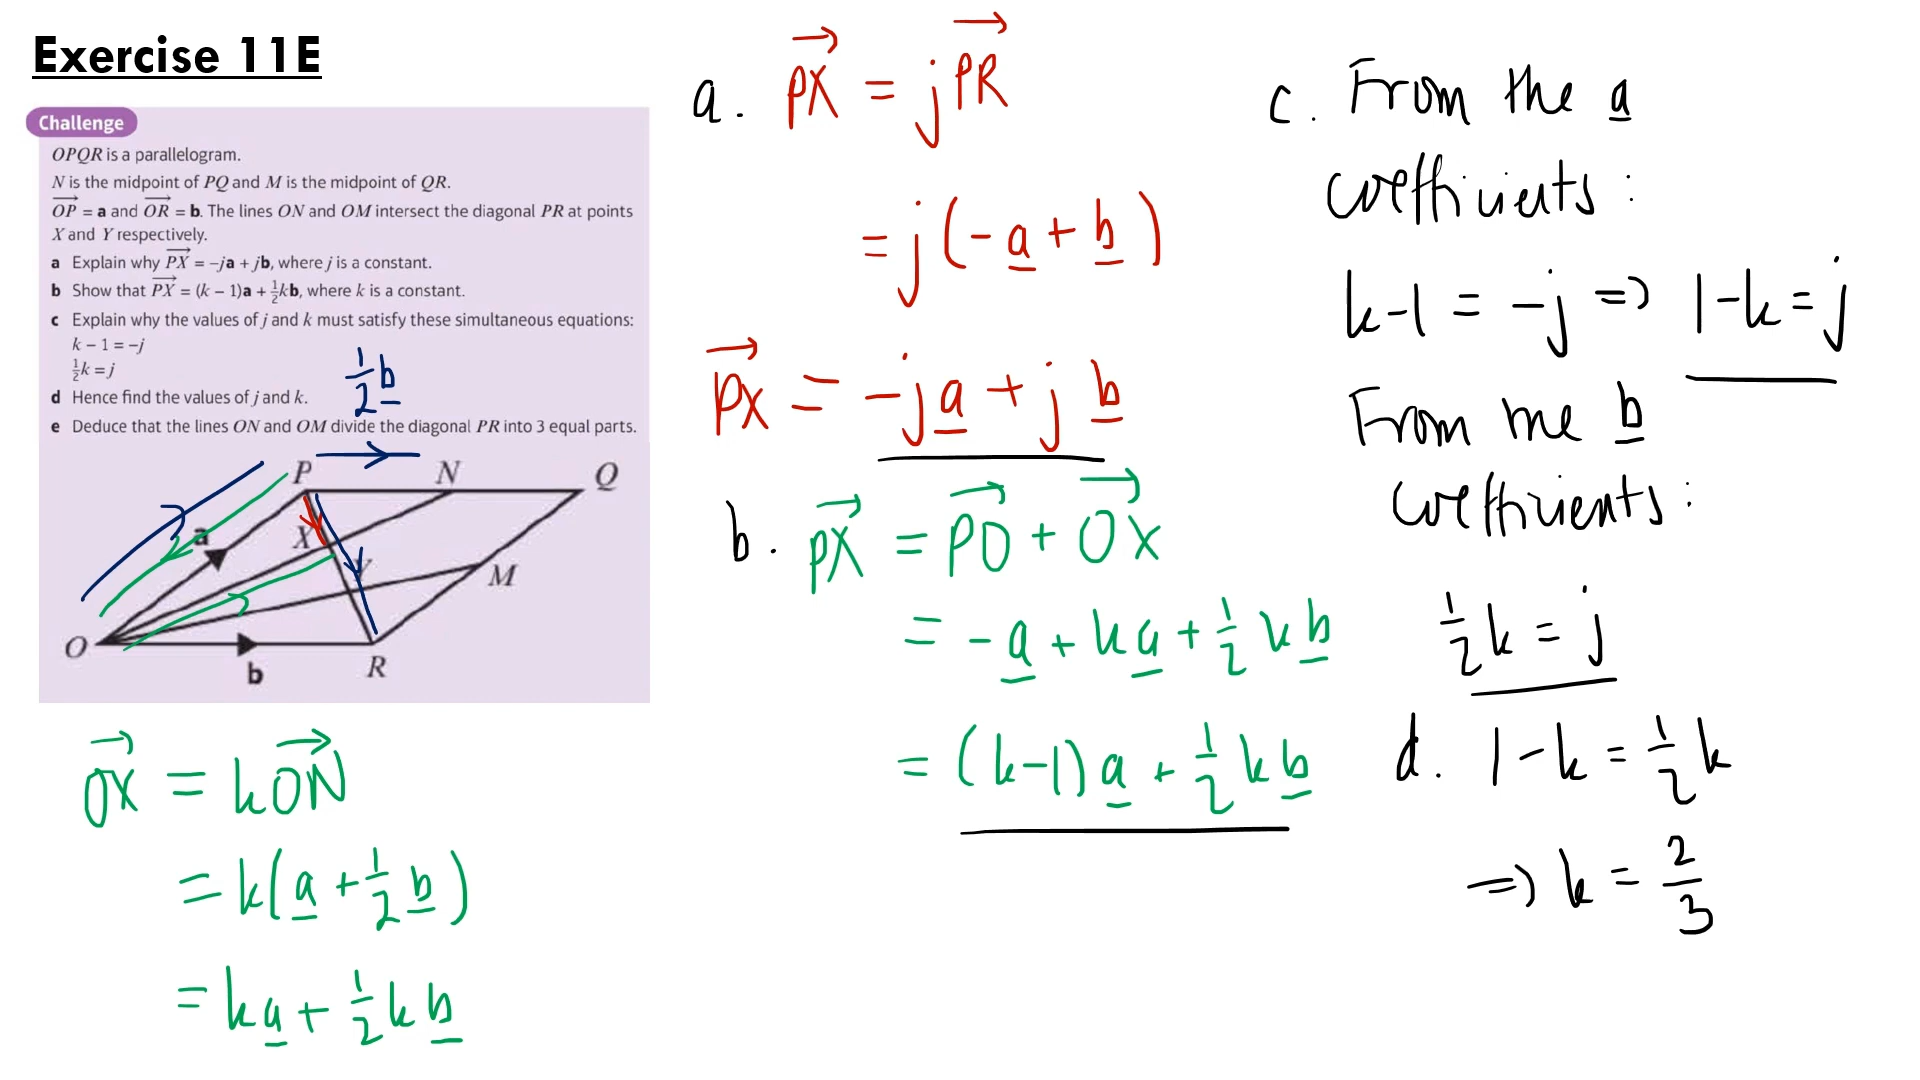 Exercise 11E
Challenge
OPQR is a parallelogram.
N is the midpoint of PQ and M is the midpoint of QR.
OP⃗ = a and OR⃗ = b. The lines ON and OM intersect the diagonal PR at points
X and Y respectively.
a Explain why PX⃗ = –ja + jb, where j is a constant.
b Show that PX⃗ = (k – 1)a + ½kb, where k is a constant.
c Explain why the values of j and k must satisfy these simultaneous equations:
k – 1 = –j
½k = j
d Hence find the values of j and k.
e Deduce that the lines ON and OM divide the diagonal PR into 3 equal parts.
½b
P N Q
a X Y
M
O R
b
OX⃗ = kON⃗
= k(a + ½b)
= ka + ½kb
a. PX⃗ = jPR⃗
= j(-a + b)
PX⃗ = -ja + jb
b. PX⃗ = PO⃗ + OX⃗
= -a + ka + ½kb
= (k-1)a + ½kb
c. From the a
coefficients:
k-1 = -j => 1-k = j
From the b
coefficients:
½k = j
d. 1-k = ½k
=> k = 2/3